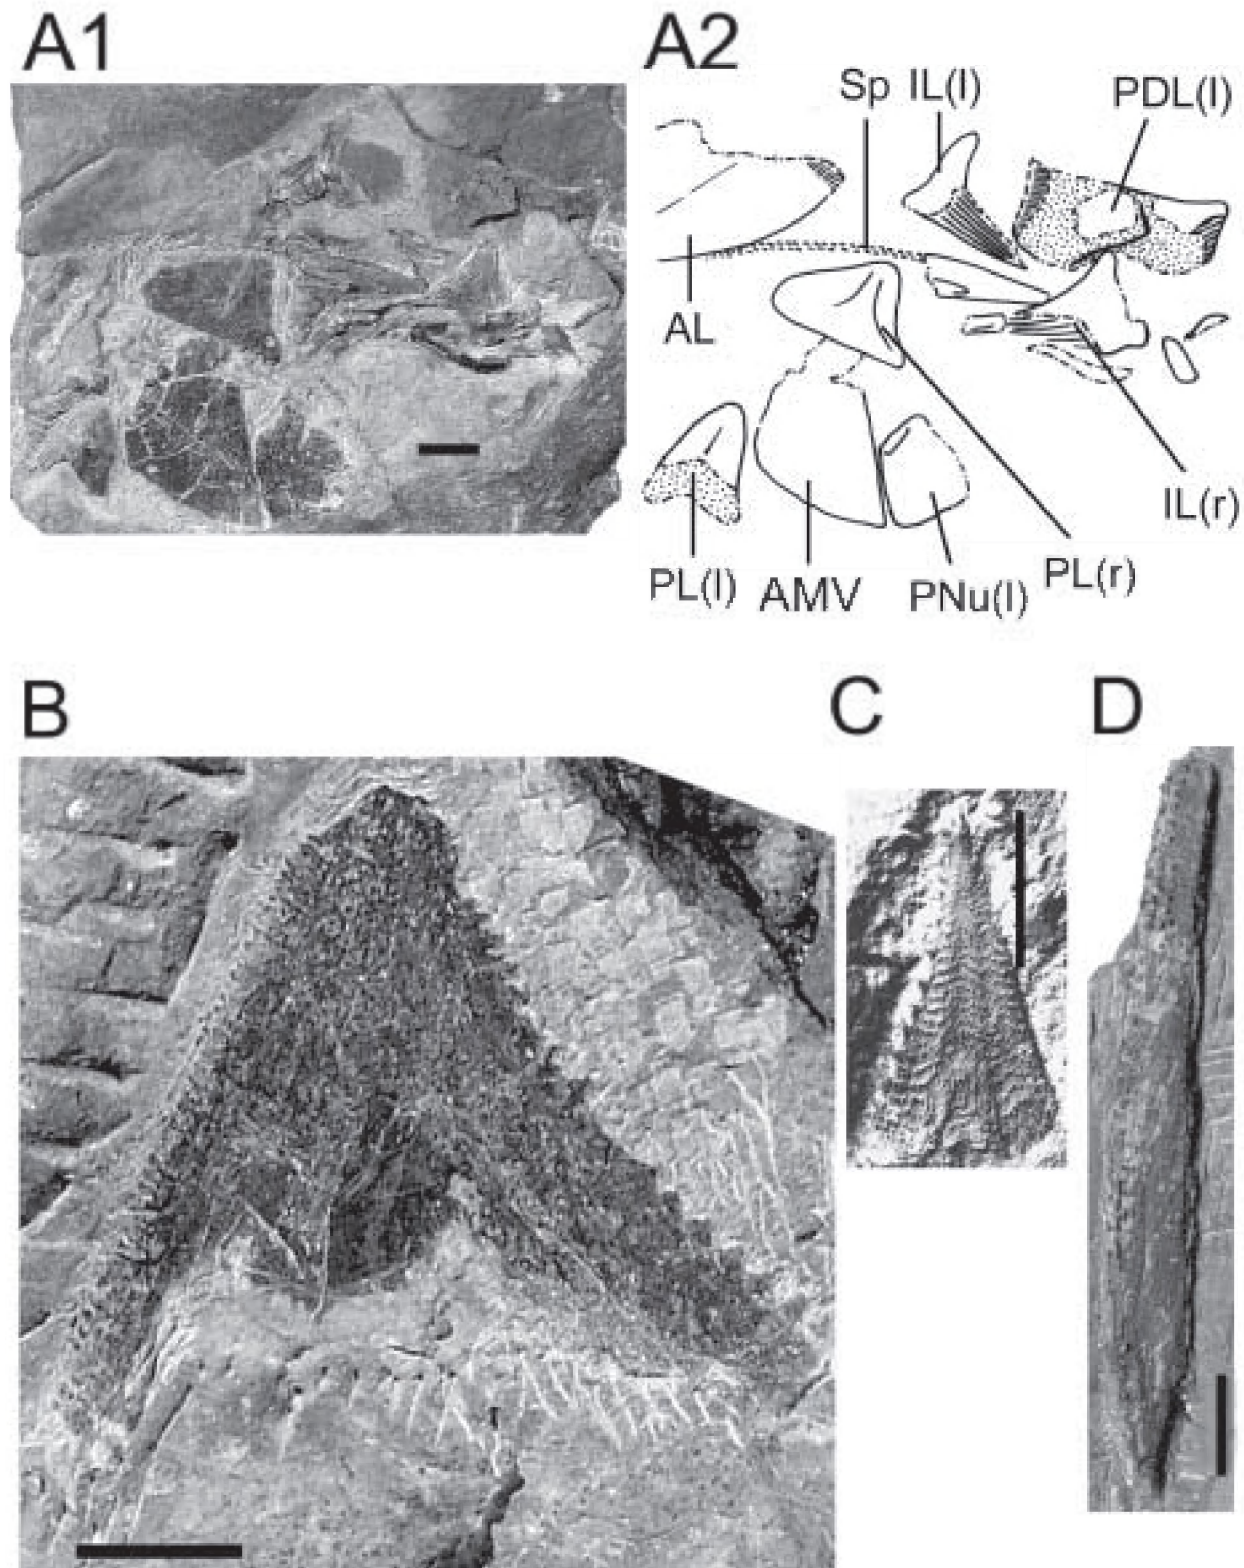 A1 A2
Sp IL(l) PDL(l)
AL
IL(r)
PL(l) AMV PNu(l) PL(r)
B C D